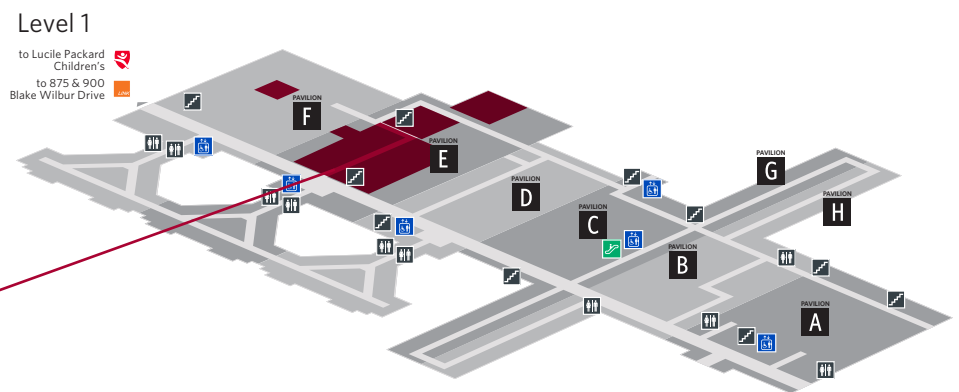 Level 1
to Lucile Packard
Children's
to 875 & 900
Blake Wilbur Drive
PAVILION
F
PAVILION
E
PAVILION
D
PAVILION
C
PAVILION
B
PAVILION
G
PAVILION
H
PAVILION
A